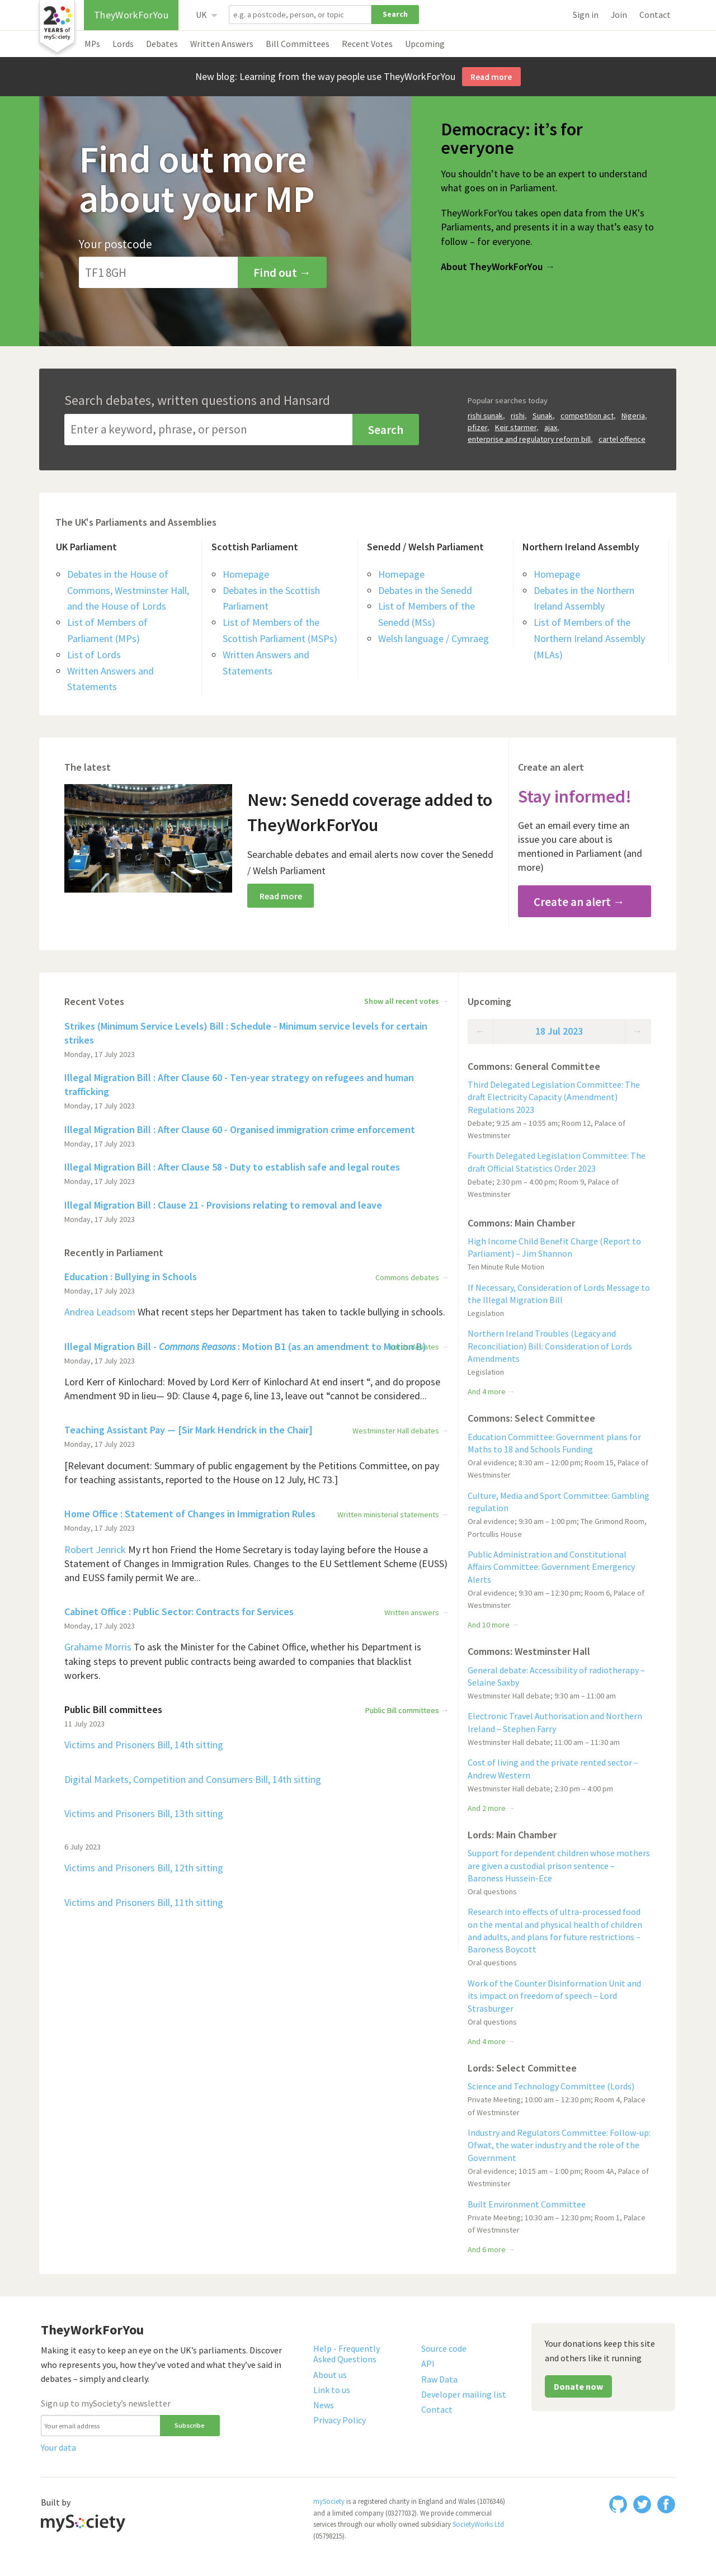 20
YEARS of
mySociety
TheyWorkForYou
UK
e.g. a postcode, person, or topic
Search
Sign in
Join
Contact
MPs
Lords
Debates
Written Answers
Bill Committees
Recent Votes
Upcoming
New blog: Learning from the way people use TheyWorkForYou
Read more
Find out more
about your MP
Your postcode
TF1 8GH
Find out →
Democracy: it’s for
everyone
You shouldn’t have to be an expert to understand
what goes on in Parliament.
TheyWorkForYou takes open data from the UK’s
Parliaments, and presents it in a way that’s easy to
follow – for everyone.
About TheyWorkForYou →
Search debates, written questions and Hansard
Enter a keyword, phrase, or person
Search
Popular searches today
rishi sunak, rishi, Sunak, competition act, Nigeria,
pfizer, Keir starmer, ajax,
enterprise and regulatory reform bill, cartel offence
The UK's Parliaments and Assemblies
UK Parliament
Debates in the House of
Commons, Westminster Hall,
and the House of Lords
List of Members of
Parliament (MPs)
List of Lords
Written Answers and
Statements
Scottish Parliament
Homepage
Debates in the Scottish
Parliament
List of Members of the
Scottish Parliament (MSPs)
Written Answers and
Statements
Senedd / Welsh Parliament
Homepage
Debates in the Senedd
List of Members of the
Senedd (MSs)
Welsh language / Cymraeg
Northern Ireland Assembly
Homepage
Debates in the Northern
Ireland Assembly
List of Members of the
Northern Ireland Assembly
(MLAs)
The latest
New: Senedd coverage added to
TheyWorkForYou
Searchable debates and email alerts now cover the Senedd
/ Welsh Parliament
Read more
Create an alert
Stay informed!
Get an email every time an
issue you care about is
mentioned in Parliament (and
more)
Create an alert →
Recent Votes
Show all recent votes →
Strikes (Minimum Service Levels) Bill : Schedule - Minimum service levels for certain
strikes
Monday, 17 July 2023
Illegal Migration Bill : After Clause 60 - Ten-year strategy on refugees and human
trafficking
Monday, 17 July 2023
Illegal Migration Bill : After Clause 60 - Organised immigration crime enforcement
Monday, 17 July 2023
Illegal Migration Bill : After Clause 58 - Duty to establish safe and legal routes
Monday, 17 July 2023
Illegal Migration Bill : Clause 21 - Provisions relating to removal and leave
Monday, 17 July 2023
Recently in Parliament
Education : Bullying in Schools
Commons debates →
Monday, 17 July 2023
Andrea Leadsom What recent steps her Department has taken to tackle bullying in schools.
Illegal Migration Bill - Commons Reasons : Motion B1 (as an amendment to Motion B)
debates →
Monday, 17 July 2023
Lord Kerr of Kinlochard: Moved by Lord Kerr of Kinlochard At end insert “, and do propose
Amendment 9D in lieu— 9D: Clause 4, page 6, line 13, leave out “cannot be considered...
Teaching Assistant Pay — [Sir Mark Hendrick in the Chair]
Westminster Hall debates →
Monday, 17 July 2023
[Relevant document: Summary of public engagement by the Petitions Committee, on pay
for teaching assistants, reported to the House on 12 July, HC 73.]
Home Office : Statement of Changes in Immigration Rules
Written ministerial statements →
Monday, 17 July 2023
Robert Jenrick My rt hon Friend the Home Secretary is today laying before the House a
Statement of Changes in Immigration Rules. Changes to the EU Settlement Scheme (EUSS)
and EUSS family permit We are...
Cabinet Office : Public Sector: Contracts for Services
Written answers →
Monday, 17 July 2023
Grahame Morris To ask the Minister for the Cabinet Office, whether his Department is
taking steps to prevent public contracts being awarded to companies that blacklist
workers.
Public Bill committees
Public Bill committees →
11 July 2023
Victims and Prisoners Bill, 14th sitting
Digital Markets, Competition and Consumers Bill, 14th sitting
Victims and Prisoners Bill, 13th sitting
6 July 2023
Victims and Prisoners Bill, 12th sitting
Victims and Prisoners Bill, 11th sitting
Upcoming
← 18 Jul 2023 →
Commons: General Committee
Third Delegated Legislation Committee: The
draft Electricity Capacity (Amendment)
Regulations 2023
Debate; 9:25 am – 10:55 am; Room 12, Palace of
Westminster
Fourth Delegated Legislation Committee: The
draft Official Statistics Order 2023
Debate; 2:30 pm – 4:00 pm; Room 9, Palace of
Westminster
Commons: Main Chamber
High Income Child Benefit Charge (Report to
Parliament) – Jim Shannon
Ten Minute Rule Motion
If Necessary, Consideration of Lords Message to
the Illegal Migration Bill
Legislation
Northern Ireland Troubles (Legacy and
Reconciliation) Bill: Consideration of Lords
Amendments
Legislation
And 4 more →
Commons: Select Committee
Education Committee: Government plans for
Maths to 18 and Schools Funding
Oral evidence; 8:30 am – 12:00 pm; Room 15, Palace of
Westminster
Culture, Media and Sport Committee: Gambling
regulation
Oral evidence; 9:30 am – 1:00 pm; The Grimond Room,
Portcullis House
Public Administration and Constitutional
Affairs Committee: Government Emergency
Alerts
Oral evidence; 9:30 am – 12:30 pm; Room 6, Palace of
Westminster
And 10 more →
Commons: Westminster Hall
General debate: Accessibility of radiotherapy –
Selaine Saxby
Westminster Hall debate; 9:30 am – 11:00 am
Electronic Travel Authorisation and Northern
Ireland – Stephen Farry
Westminster Hall debate; 11:00 am – 11:30 am
Cost of living and the private rented sector –
Andrew Western
Westminster Hall debate; 2:30 pm – 4:00 pm
And 2 more →
Lords: Main Chamber
Support for dependent children whose mothers
are given a custodial prison sentence –
Baroness Hussein-Ece
Oral questions
Research into effects of ultra-processed food
on the mental and physical health of children
and adults, and plans for future restrictions –
Baroness Boycott
Oral questions
Work of the Counter Disinformation Unit and
its impact on freedom of speech – Lord
Strasburger
Oral questions
And 4 more →
Lords: Select Committee
Science and Technology Committee (Lords)
Private Meeting; 10:00 am – 12:30 pm; Room 4, Palace
of Westminster
Industry and Regulators Committee: Follow-up:
Ofwat, the water industry and the role of the
Government
Oral evidence; 10:15 am – 1:00 pm; Room 4A, Palace of
Westminster
Built Environment Committee
Private Meeting; 10:30 am – 12:30 pm; Room 1, Palace
of Westminster
And 6 more →
TheyWorkForYou
Making it easy to keep an eye on the UK’s parliaments. Discover
who represents you, how they’ve voted and what they’ve said in
debates – simply and clearly.
Sign up to mySociety’s newsletter
Your email address
Subscribe
Your data
Help - Frequently
Asked Questions
About us
Link to us
News
Privacy Policy
Source code
API
Raw Data
Developer mailing list
Contact
Your donations keep this site
and others like it running
Donate now
Built by
mySociety
mySociety is a registered charity in England and Wales (1076346)
and a limited company (03277032). We provide commercial
services through our wholly owned subsidiary SocietyWorks Ltd
(05798215).